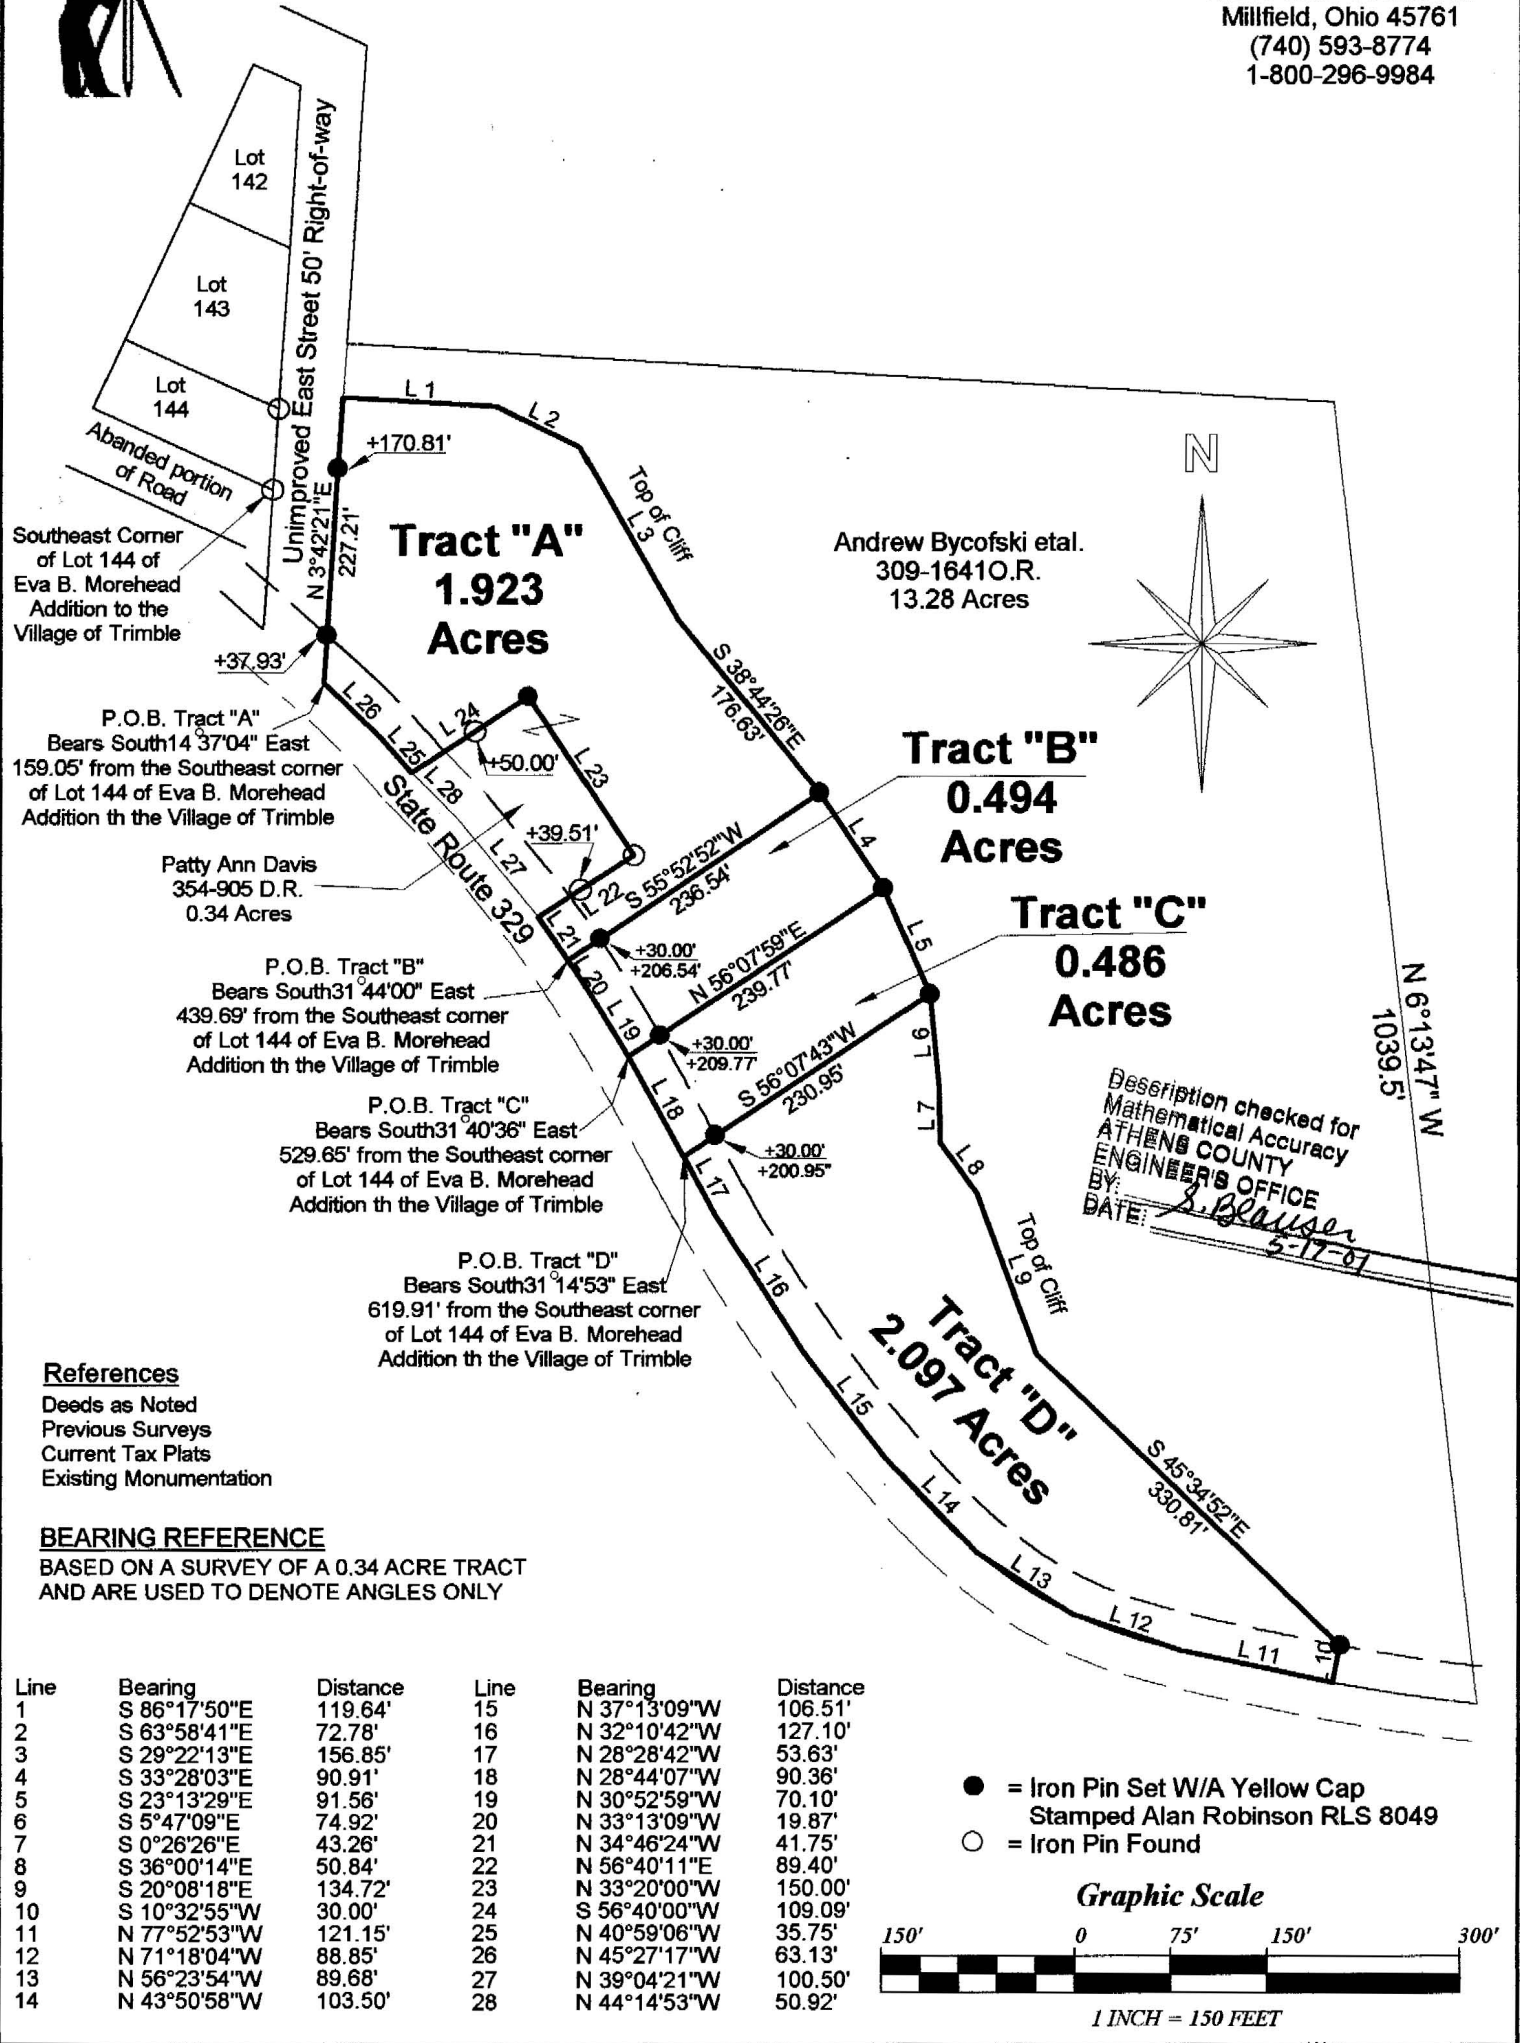 Millfield, Ohio 45761
(740) 593-8774
1-800-296-9984
Lot
142
Lot
143
Lot
144
Unimproved East Street 50' Right-of-way
Abanded portion
of Road
L 1
L 2
+170.81'
N 3°42'21"E
227.21'
Top of Cliff
L 3
Tract "A"
1.923
Acres
Southeast Corner
of Lot 144 of
Eva B. Morehead
Addition to the
Village of Trimble
Andrew Bycofski etal.
309-1641O.R.
13.28 Acres
N
+37.93'
S 38°44'26"E
176.63'
P.O.B. Tract "A"
Bears South14°37'04" East
159.05' from the Southeast corner
of Lot 144 of Eva B. Morehead
Addition th the Village of Trimble
L 26
L 25
L 24
L 28
+50.00'
L 23
State Route 329
L 27
+39.51'
L 22
Patty Ann Davis
354-905 D.R.
0.34 Acres
Tract "B"
0.494
Acres
L 4
S 55°52'52"W
236.54'
L 21
+30.00'
+206.54'
P.O.B. Tract "B"
Bears South31°44'00" East
439.69' from the Southeast corner
of Lot 144 of Eva B. Morehead
Addition th the Village of Trimble
L 20
L 19
N 56°07'59"E
239.77'
L 5
Tract "C"
0.486
Acres
+30.00'
+209.77'
N 6°13'47" W
1039.5'
P.O.B. Tract "C"
Bears South31°40'36" East
529.65' from the Southeast corner
of Lot 144 of Eva B. Morehead
Addition th the Village of Trimble
L 18
S 56°07'43"W
230.95'
L 6
L 7
L 8
+30.00'
+200.95"
L 17
Description checked for
Mathematical Accuracy
ATHENS COUNTY
ENGINEER'S OFFICE
BY: S. Blauser
DATE: 5-17-01
P.O.B. Tract "D"
Bears South31°14'53" East
619.91' from the Southeast corner
of Lot 144 of Eva B. Morehead
Addition th the Village of Trimble
L 16
Top of Cliff
L 9
Tract "D"
2.097 Acres
L 15
L 14
L 13
L 12
L 11
L 10
S 45°34'52"E
330.81'
References
Deeds as Noted
Previous Surveys
Current Tax Plats
Existing Monumentation
BEARING REFERENCE
BASED ON A SURVEY OF A 0.34 ACRE TRACT
AND ARE USED TO DENOTE ANGLES ONLY
Line Bearing Distance Line Bearing Distance
1 S 86°17'50"E 119.64' 15 N 37°13'09"W 106.51'
2 S 63°58'41"E 72.78' 16 N 32°10'42"W 127.10'
3 S 29°22'13"E 156.85' 17 N 28°28'42"W 53.63'
4 S 33°28'03"E 90.91' 18 N 28°44'07"W 90.36'
5 S 23°13'29"E 91.56' 19 N 30°52'59"W 70.10'
6 S 5°47'09"E 74.92' 20 N 33°13'09"W 19.87'
7 S 0°26'26"E 43.26' 21 N 34°46'24"W 41.75'
8 S 36°00'14"E 50.84' 22 N 56°40'11"E 89.40'
9 S 20°08'18"E 134.72' 23 N 33°20'00"W 150.00'
10 S 10°32'55"W 30.00' 24 S 56°40'00"W 109.09'
11 N 77°52'53"W 121.15' 25 N 40°59'06"W 35.75'
12 N 71°18'04"W 88.85' 26 N 45°27'17"W 63.13'
13 N 56°23'54"W 89.68' 27 N 39°04'21"W 100.50'
14 N 43°50'58"W 103.50' 28 N 44°14'53"W 50.92'
= Iron Pin Set W/A Yellow Cap
Stamped Alan Robinson RLS 8049
= Iron Pin Found
Graphic Scale
150' 0 75' 150' 300'
1 INCH = 150 FEET